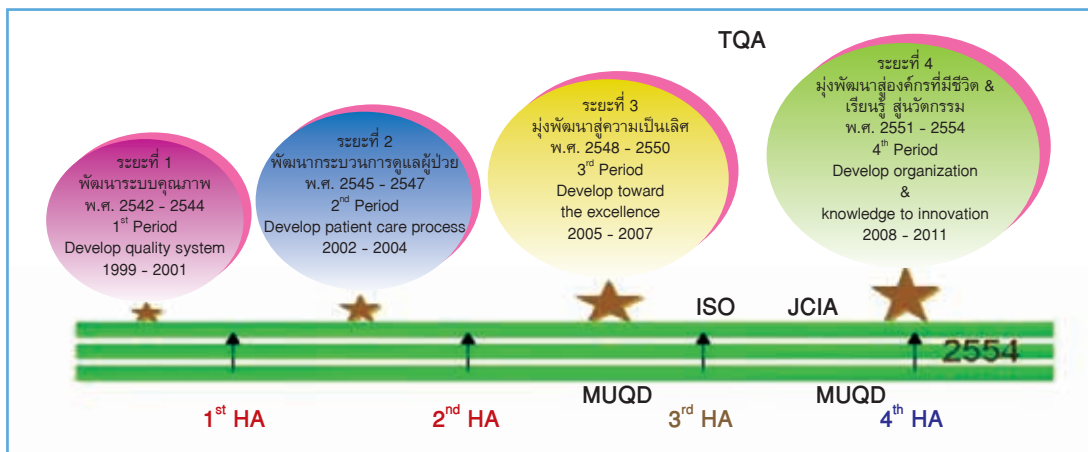 TQA
ระยะที่ 1
พัฒนาระบบคุณภาพ
พ.ศ. 2542 - 2544
1st Period
Develop quality system
1999 - 2001
ระยะที่ 2
พัฒนากระบวนการดูแลผู้ป่วย
พ.ศ. 2545 - 2547
2nd Period
Develop patient care process
2002 - 2004
ระยะที่ 3
มุ่งพัฒนาสู่ความเป็นเลิศ
พ.ศ. 2548 - 2550
3rd Period
Develop toward
the excellence
2005 - 2007
ระยะที่ 4
มุ่งพัฒนาสู่องค์กรที่มีชีวิต &
เรียนรู้ สู่นวัตกรรม
พ.ศ. 2551 - 2554
4th Period
Develop organization
&
knowledge to innovation
2008 - 2011
ISO
JCIA
2554
MUQD
MUQD
1st HA
2nd HA
3rd HA
4th HA